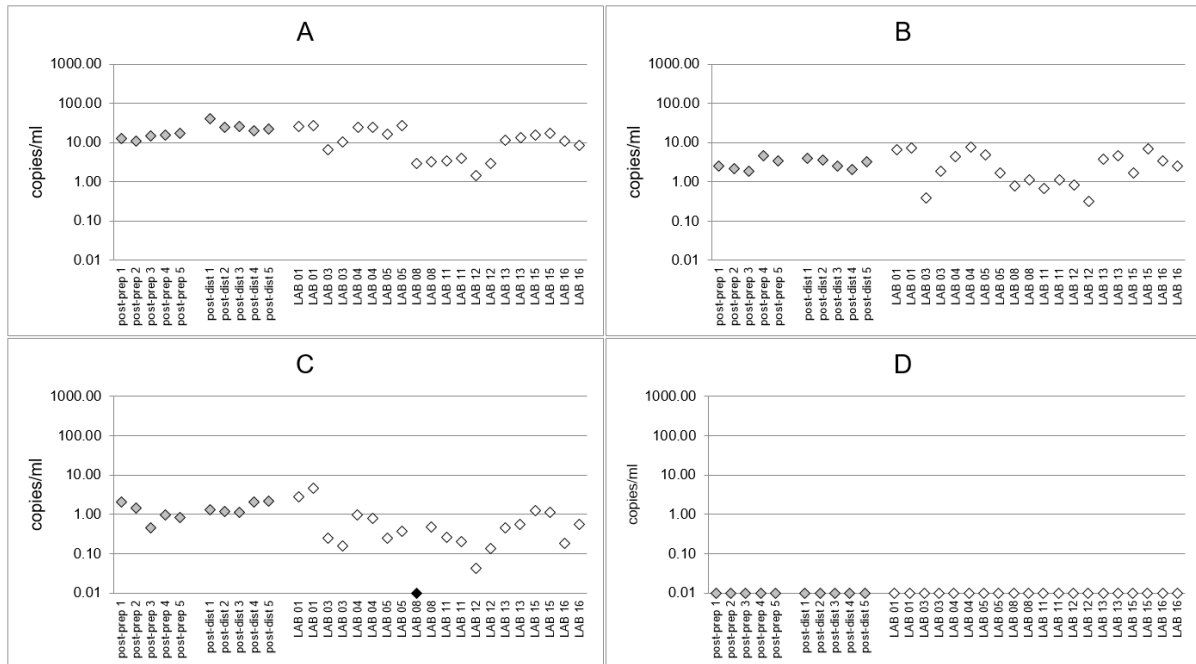 A
copies/ml
1000.00
100.00
10.00
1.00
0.10
0.01
post-prep 1
post-prep 2
post-prep 3
post-prep 4
post-prep 5
post-dist 1
post-dist 2
post-dist 3
post-dist 4
post-dist 5
LAB 01
LAB 01
LAB 03
LAB 03
LAB 04
LAB 04
LAB 05
LAB 05
LAB 08
LAB 08
LAB 11
LAB 11
LAB 12
LAB 12
LAB 13
LAB 13
LAB 15
LAB 15
LAB 16
LAB 16
B
copies/ml
1000.00
100.00
10.00
1.00
0.10
0.01
post-prep 1
post-prep 2
post-prep 3
post-prep 4
post-prep 5
post-dist 1
post-dist 2
post-dist 3
post-dist 4
post-dist 5
LAB 01
LAB 01
LAB 03
LAB 03
LAB 04
LAB 04
LAB 05
LAB 05
LAB 08
LAB 08
LAB 11
LAB 11
LAB 12
LAB 12
LAB 13
LAB 13
LAB 15
LAB 15
LAB 16
LAB 16
C
copies/ml
1000.00
100.00
10.00
1.00
0.10
0.01
post-prep 1
post-prep 2
post-prep 3
post-prep 4
post-prep 5
post-dist 1
post-dist 2
post-dist 3
post-dist 4
post-dist 5
LAB 01
LAB 01
LAB 03
LAB 03
LAB 04
LAB 04
LAB 05
LAB 05
LAB 08
LAB 08
LAB 11
LAB 11
LAB 12
LAB 12
LAB 13
LAB 13
LAB 15
LAB 15
LAB 16
LAB 16
D
copies/ml
1000.00
100.00
10.00
1.00
0.10
0.01
post-prep 1
post-prep 2
post-prep 3
post-prep 4
post-prep 5
post-dist 1
post-dist 2
post-dist 3
post-dist 4
post-dist 5
LAB 01
LAB 01
LAB 03
LAB 03
LAB 04
LAB 04
LAB 05
LAB 05
LAB 08
LAB 08
LAB 11
LAB 11
LAB 12
LAB 12
LAB 13
LAB 13
LAB 15
LAB 15
LAB 16
LAB 16